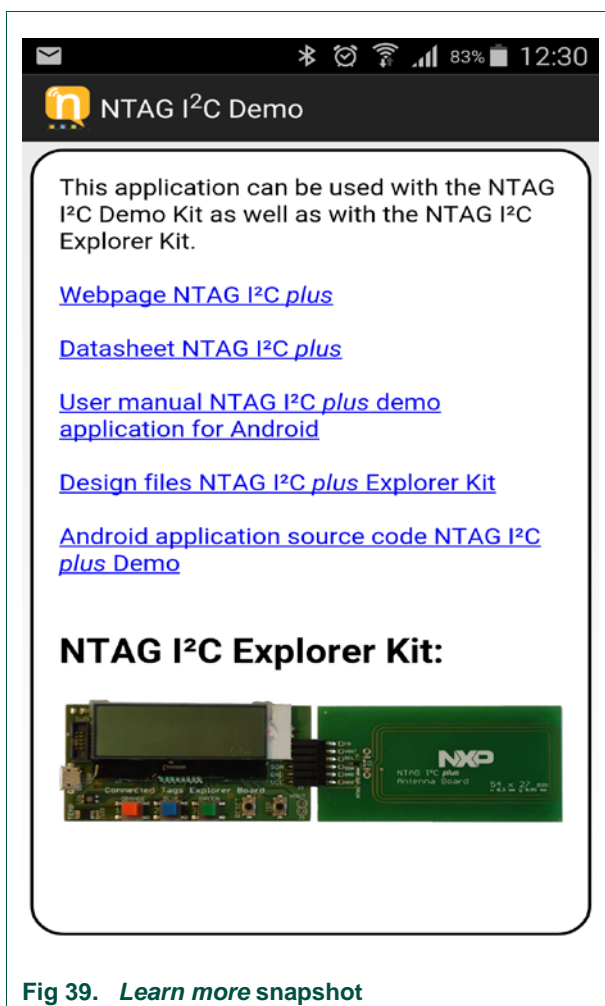 83% 12:30
NTAG I²C Demo
This application can be used with the NTAG
I²C Demo Kit as well as with the NTAG I²C
Explorer Kit.
Webpage NTAG I²C plus
Datasheet NTAG I²C plus
User manual NTAG I²C plus demo
application for Android
Design files NTAG I²C plus Explorer Kit
Android application source code NTAG I²C
plus Demo
NTAG I²C Explorer Kit:
NXP
NTAG I²C plus
Antenna Board
54 x 27 mm
Connected Tags Explorer Board
Fig 39. Learn more snapshot